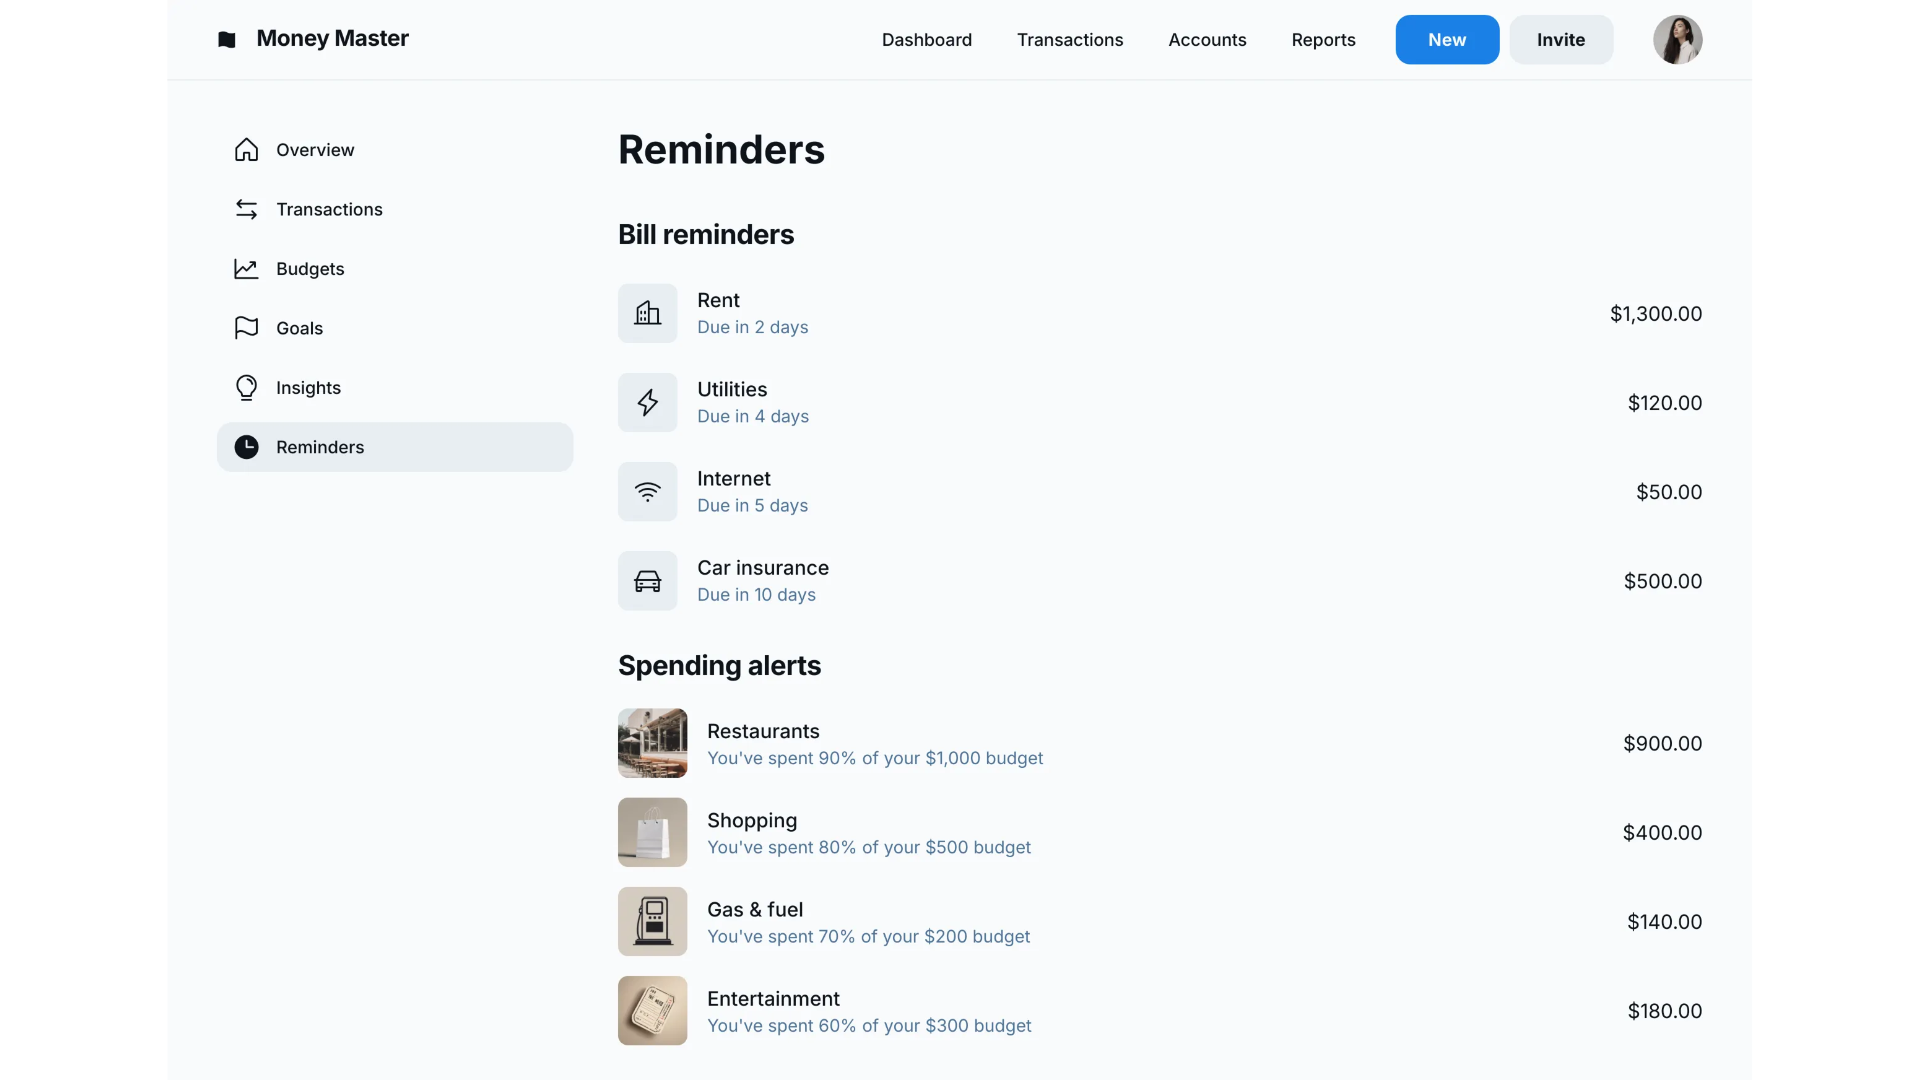 Money Master
Dashboard
Transactions
Accounts
Reports
New
Invite
Overview
Transactions
Budgets
Goals
Insights
Reminders
Reminders
Bill reminders
Rent
Due in 2 days
$1,300.00
Utilities
Due in 4 days
$120.00
Internet
Due in 5 days
$50.00
Car insurance
Due in 10 days
$500.00
Spending alerts
Restaurants
You've spent 90% of your $1,000 budget
$900.00
Shopping
You've spent 80% of your $500 budget
$400.00
Gas & fuel
You've spent 70% of your $200 budget
$140.00
Entertainment
You've spent 60% of your $300 budget
$180.00